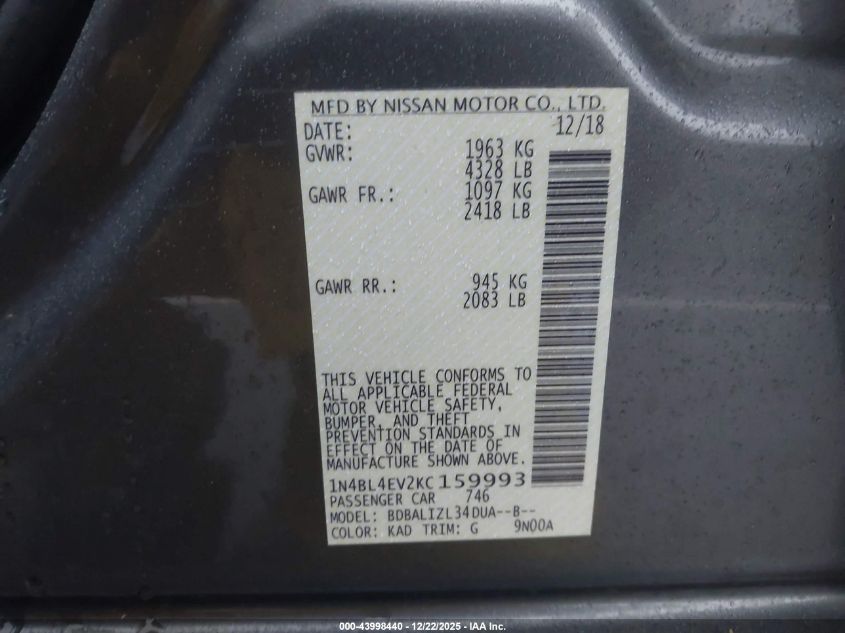 MFD BY NISSAN MOTOR CO., LTD.
DATE: 12/18
GVWR: 1963 KG
4328 LB
GAWR FR.: 1097 KG
2418 LB
GAWR RR.: 945 KG
2083 LB
THIS VEHICLE CONFORMS TO
ALL APPLICABLE FEDERAL
MOTOR VEHICLE SAFETY,
BUMPER, AND THEFT
PREVENTION STANDARDS IN
EFFECT ON THE DATE OF
MANUFACTURE SHOWN ABOVE.
1N4BL4EV2KC159993
PASSENGER CAR 746
MODEL: BDBALIZL34DUA--B--
COLOR: KAD TRIM: G 9N00A
000-43998440 - 12/22/2025 - IAA Inc.